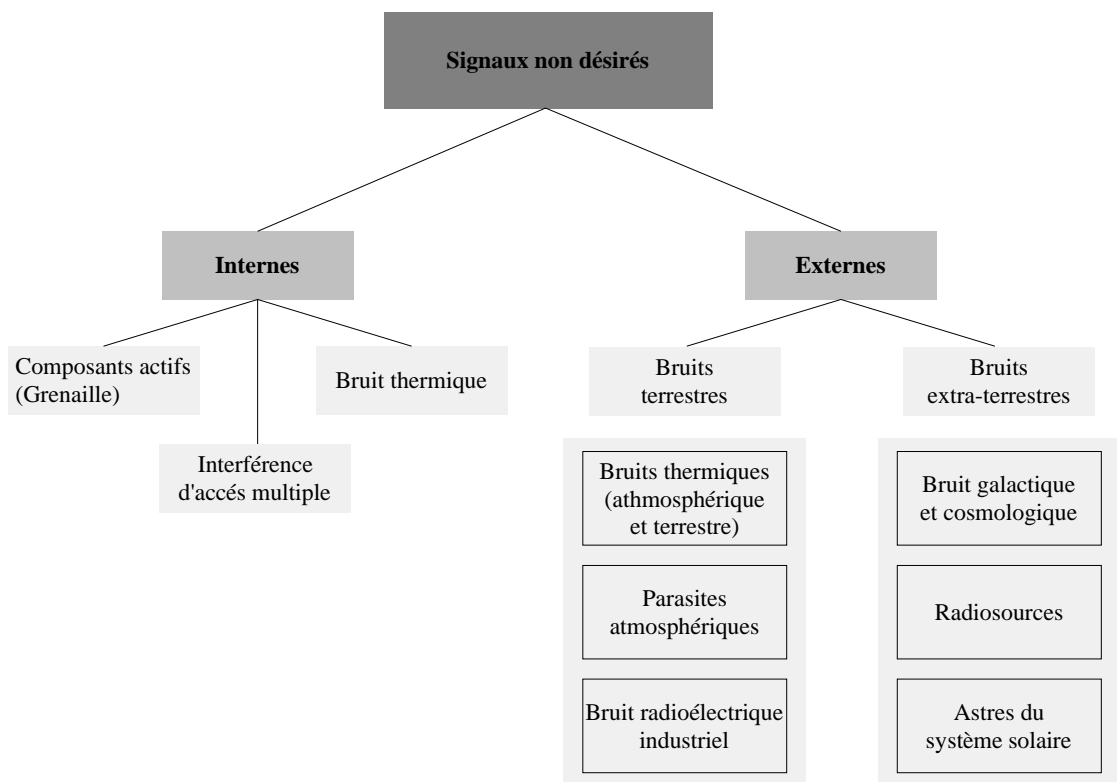 Signaux non désirés
Internes
Externes
Composants actifs
(Grenaille)
Bruit thermique
Interférence
d'accés multiple
Bruits
terrestres
Bruits
extra-terrestres
Bruits thermiques
(athmosphérique
et terrestre)
Parasites
atmosphériques
Bruit radioélectrique
industriel
Bruit galactique
et cosmologique
Radiosources
Astres du
système solaire